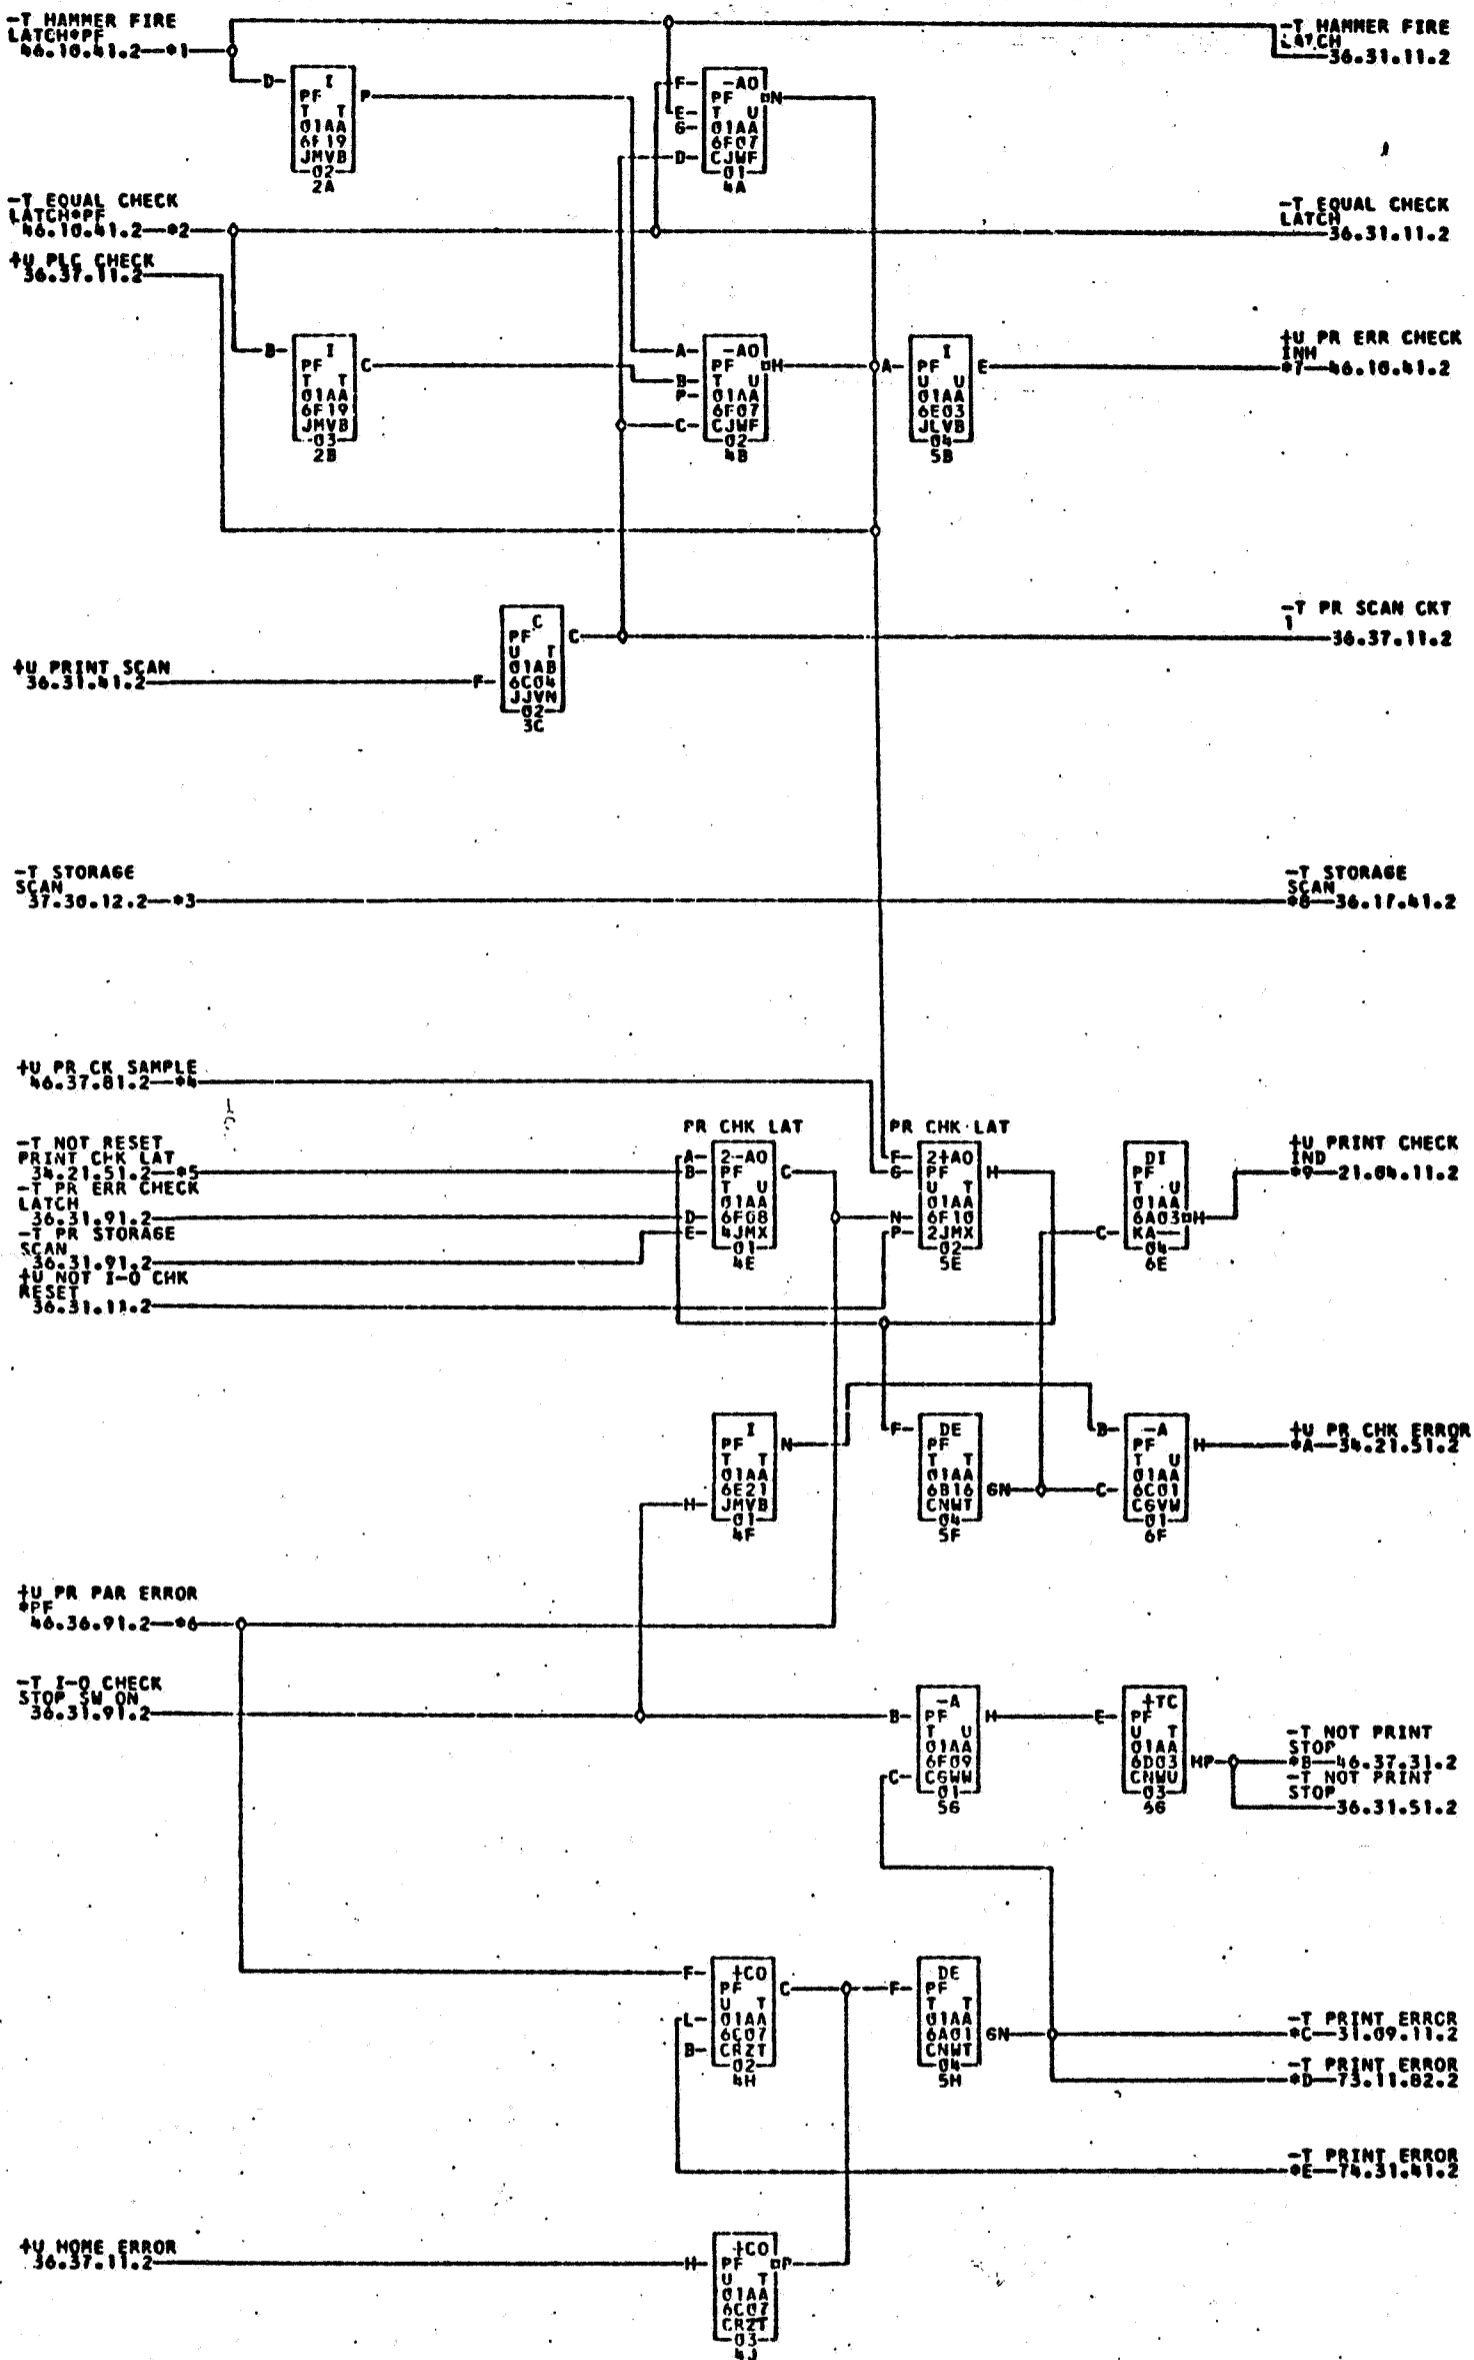 -T HAMMER FIRE
LATCH*PF
46.10.41.2—*1
-T HAMMER FIRE
LATCH
36.31.11.2
D
I
PF
T T
01AA
6F19
JMVB
02
2A
P
F
E
G
D
-AO
PF
T U
01AA
6F07
CJWF
01
4A
N
-T EQUAL CHECK
LATCH*PF
46.10.41.2—*2
-T EQUAL CHECK
LATCH
36.31.11.2
+U PLC CHECK
36.37.11.2
B
I
PF
T T
01AA
6F19
JMVB
03
2B
C
A
B
P
C
-AO
PF
T U
01AA
6F07
CJWF
02
4B
H
A
I
PF
U U
01AA
6E03
JLVB
04
5B
E
+U PR ERR CHECK
INH
*7—46.10.41.2
+U PRINT SCAN
36.31.41.2
F
C
PF
U T
01AB
6C04
JJVN
02
3C
C
-T PR SCAN CKT
1
36.37.11.2
-T STORAGE
SCAN
37.30.12.2—*3
-T STORAGE
SCAN
*8—36.17.41.2
+U PR CK SAMPLE
46.37.81.2—*4
-T NOT RESET
PRINT CHK LAT
34.21.51.2—*5
-T PR ERR CHECK
LATCH
36.31.91.2
-T PR STORAGE
SCAN
36.31.91.2
+U NOT I-O CHK
RESET
36.31.11.2
PR CHK LAT
A
B
D
E
2-AO
PF
T U
01AA
6F08
4JMX
01
4E
C
PR CHK LAT
F
G
N
P
2+AO
PF
U T
01AA
6F10
2JMX
02
5E
H
C
DI
PF
T U
01AA
6A03
KA
04
6E
H
+U PRINT CHECK
IND
*9—21.04.11.2
H
I
PF
T T
01AA
6E21
JMVB
01
4F
N
F
DE
PF
T T
01AA
6B16
CNWT
04
5F
GN
B
C
-A
PF
T U
01AA
6C01
CGVW
01
6F
H
+U PR CHK ERROR
*A—34.21.51.2
+U PR PAR ERROR
*PF
46.36.91.2—*6
-T I-O CHECK
STOP SW ON
36.31.91.2
B
C
-A
PF
T U
01AA
6F09
CGWW
01
5G
H
E
+TC
PF
U T
01AA
6D03
CNWU
03
5G
HP
-T NOT PRINT
STOP
*B—46.37.31.2
-T NOT PRINT
STOP
36.31.51.2
F
L
B
+CO
PF
U T
01AA
6C07
CRZT
02
4H
C
F
DE
PF
T T
01AA
6A01
CNWT
04
5H
GN
-T PRINT ERROR
*C—31.09.11.2
-T PRINT ERROR
*D—73.11.82.2
-T PRINT ERROR
*E—74.31.41.2
+U HOME ERROR
36.37.11.2
H
+CO
PF
U T
01AA
6C07
CRZT
03
4J
P